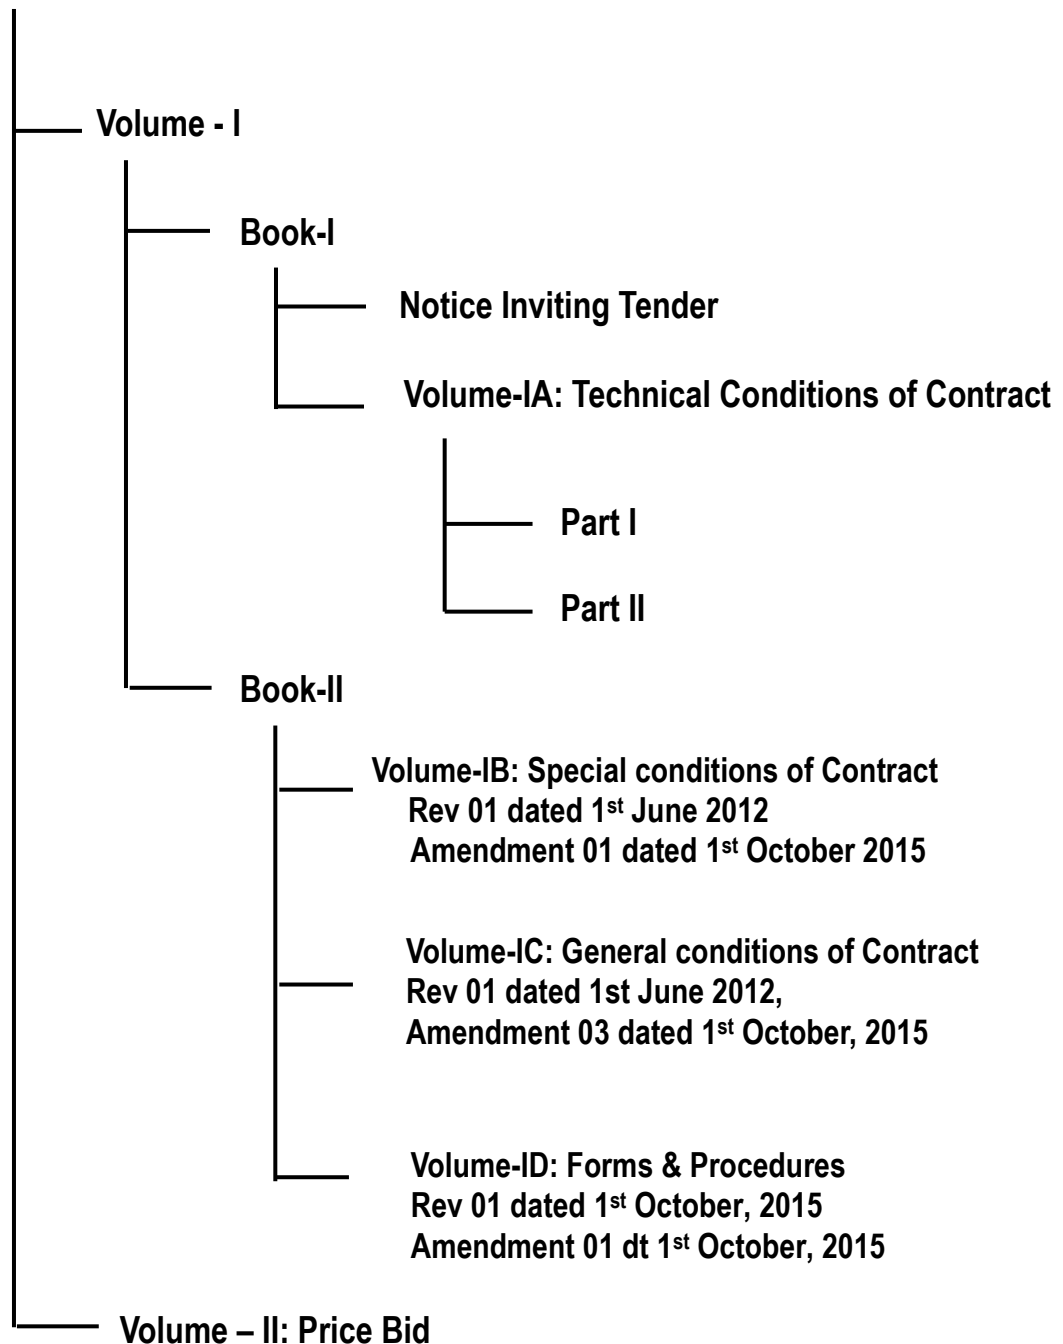 Volume - I
Book-I
Notice Inviting Tender
Volume-IA: Technical Conditions of Contract
Part I
Part II
Book-II
Volume-IB: Special conditions of Contract
Rev 01 dated 1st June 2012
Amendment 01 dated 1st October 2015
Volume-IC: General conditions of Contract
Rev 01 dated 1st June 2012,
Amendment 03 dated 1st October, 2015
Volume-ID: Forms & Procedures
Rev 01 dated 1st October, 2015
Amendment 01 dt 1st October, 2015
Volume – II: Price Bid